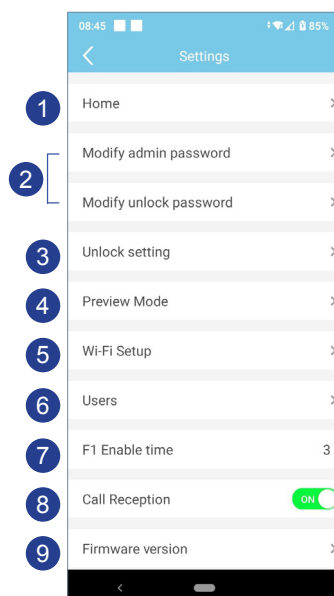 08:45 85%
Settings
1 Home
2 Modify admin password
Modify unlock password
3 Unlock setting
4 Preview Mode
5 Wi-Fi Setup
6 Users
7 F1 Enable time 3
8 Call Reception ON
9 Firmware version